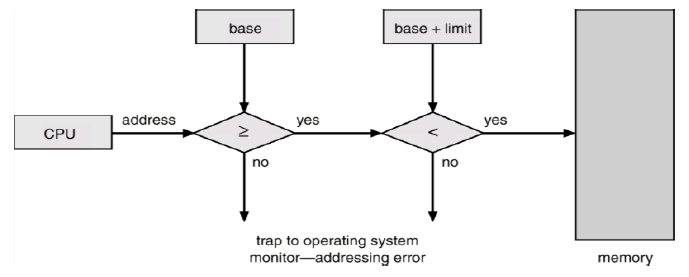 base
base + limit
CPU
address
≥
yes
<
yes
no
no
trap to operating system
monitor—addressing error
memory